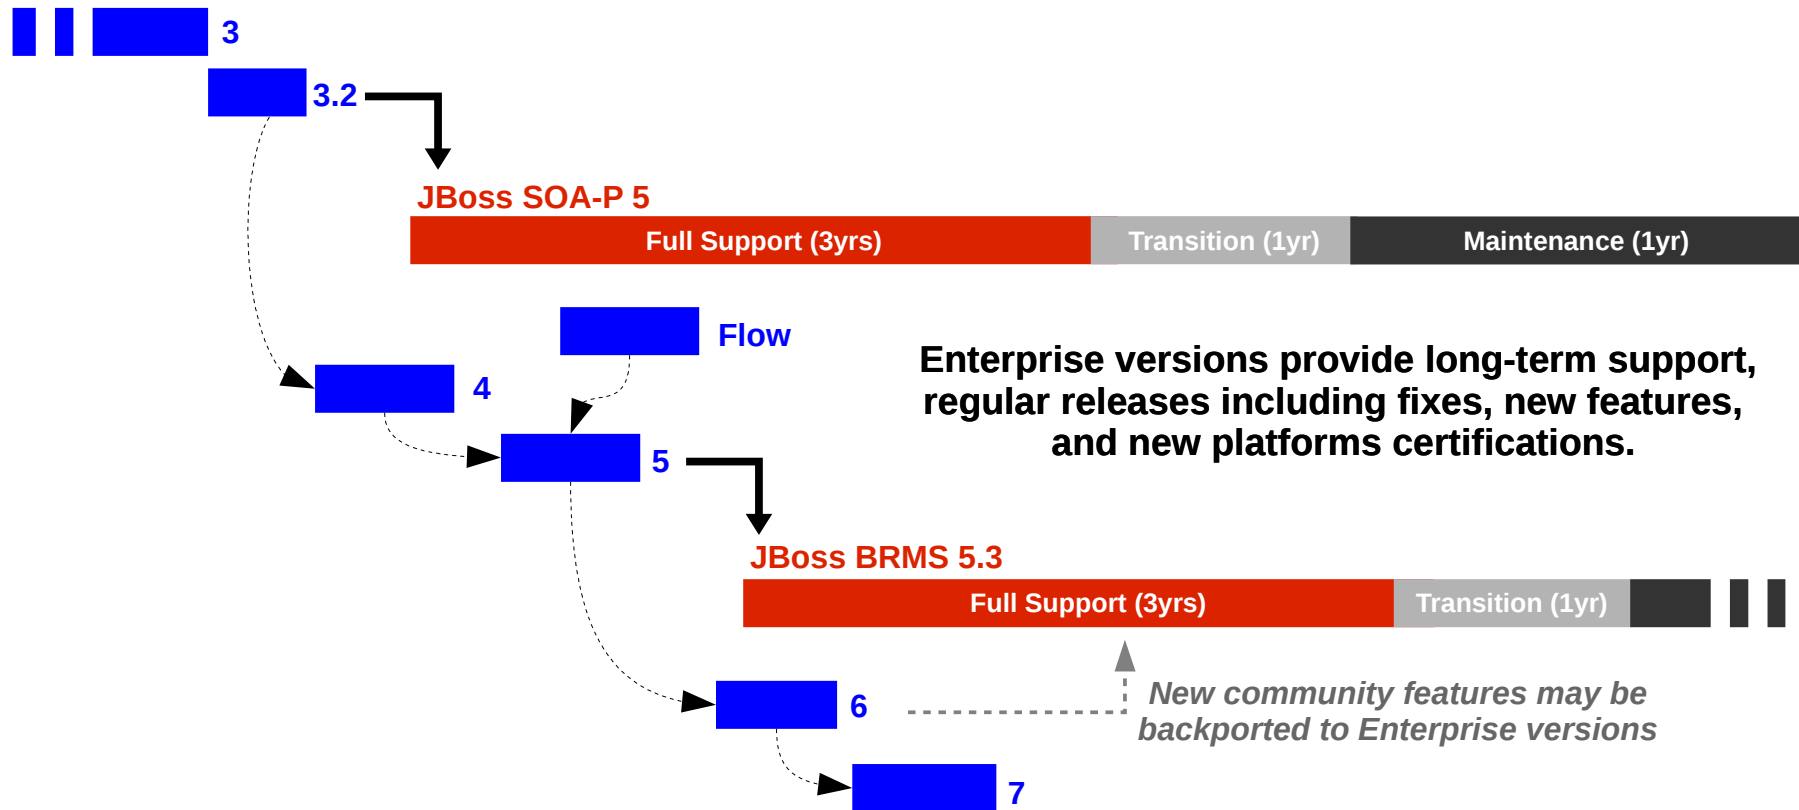 3
3.2
JBoss SOA-P 5
Full Support (3yrs)
Transition (1yr)
Maintenance (1yr)
Flow
4
5
Enterprise versions provide long-term support,
regular releases including fixes, new features,
and new platforms certifications.
JBoss BRMS 5.3
Full Support (3yrs)
Transition (1yr)
6
New community features may be
backported to Enterprise versions
7